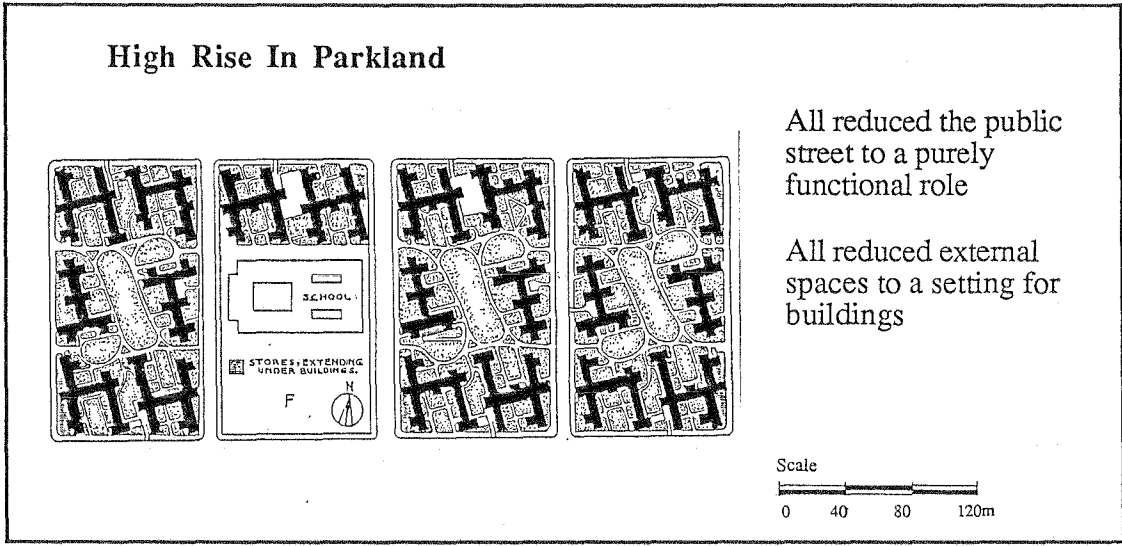 High Rise In Parkland
All reduced the public
street to a purely
functional role
All reduced external
spaces to a setting for
buildings
SCHOOL
STORES, EXTENDING
UNDER BUILDINGS.
N
F
Scale
0 40 80 120m